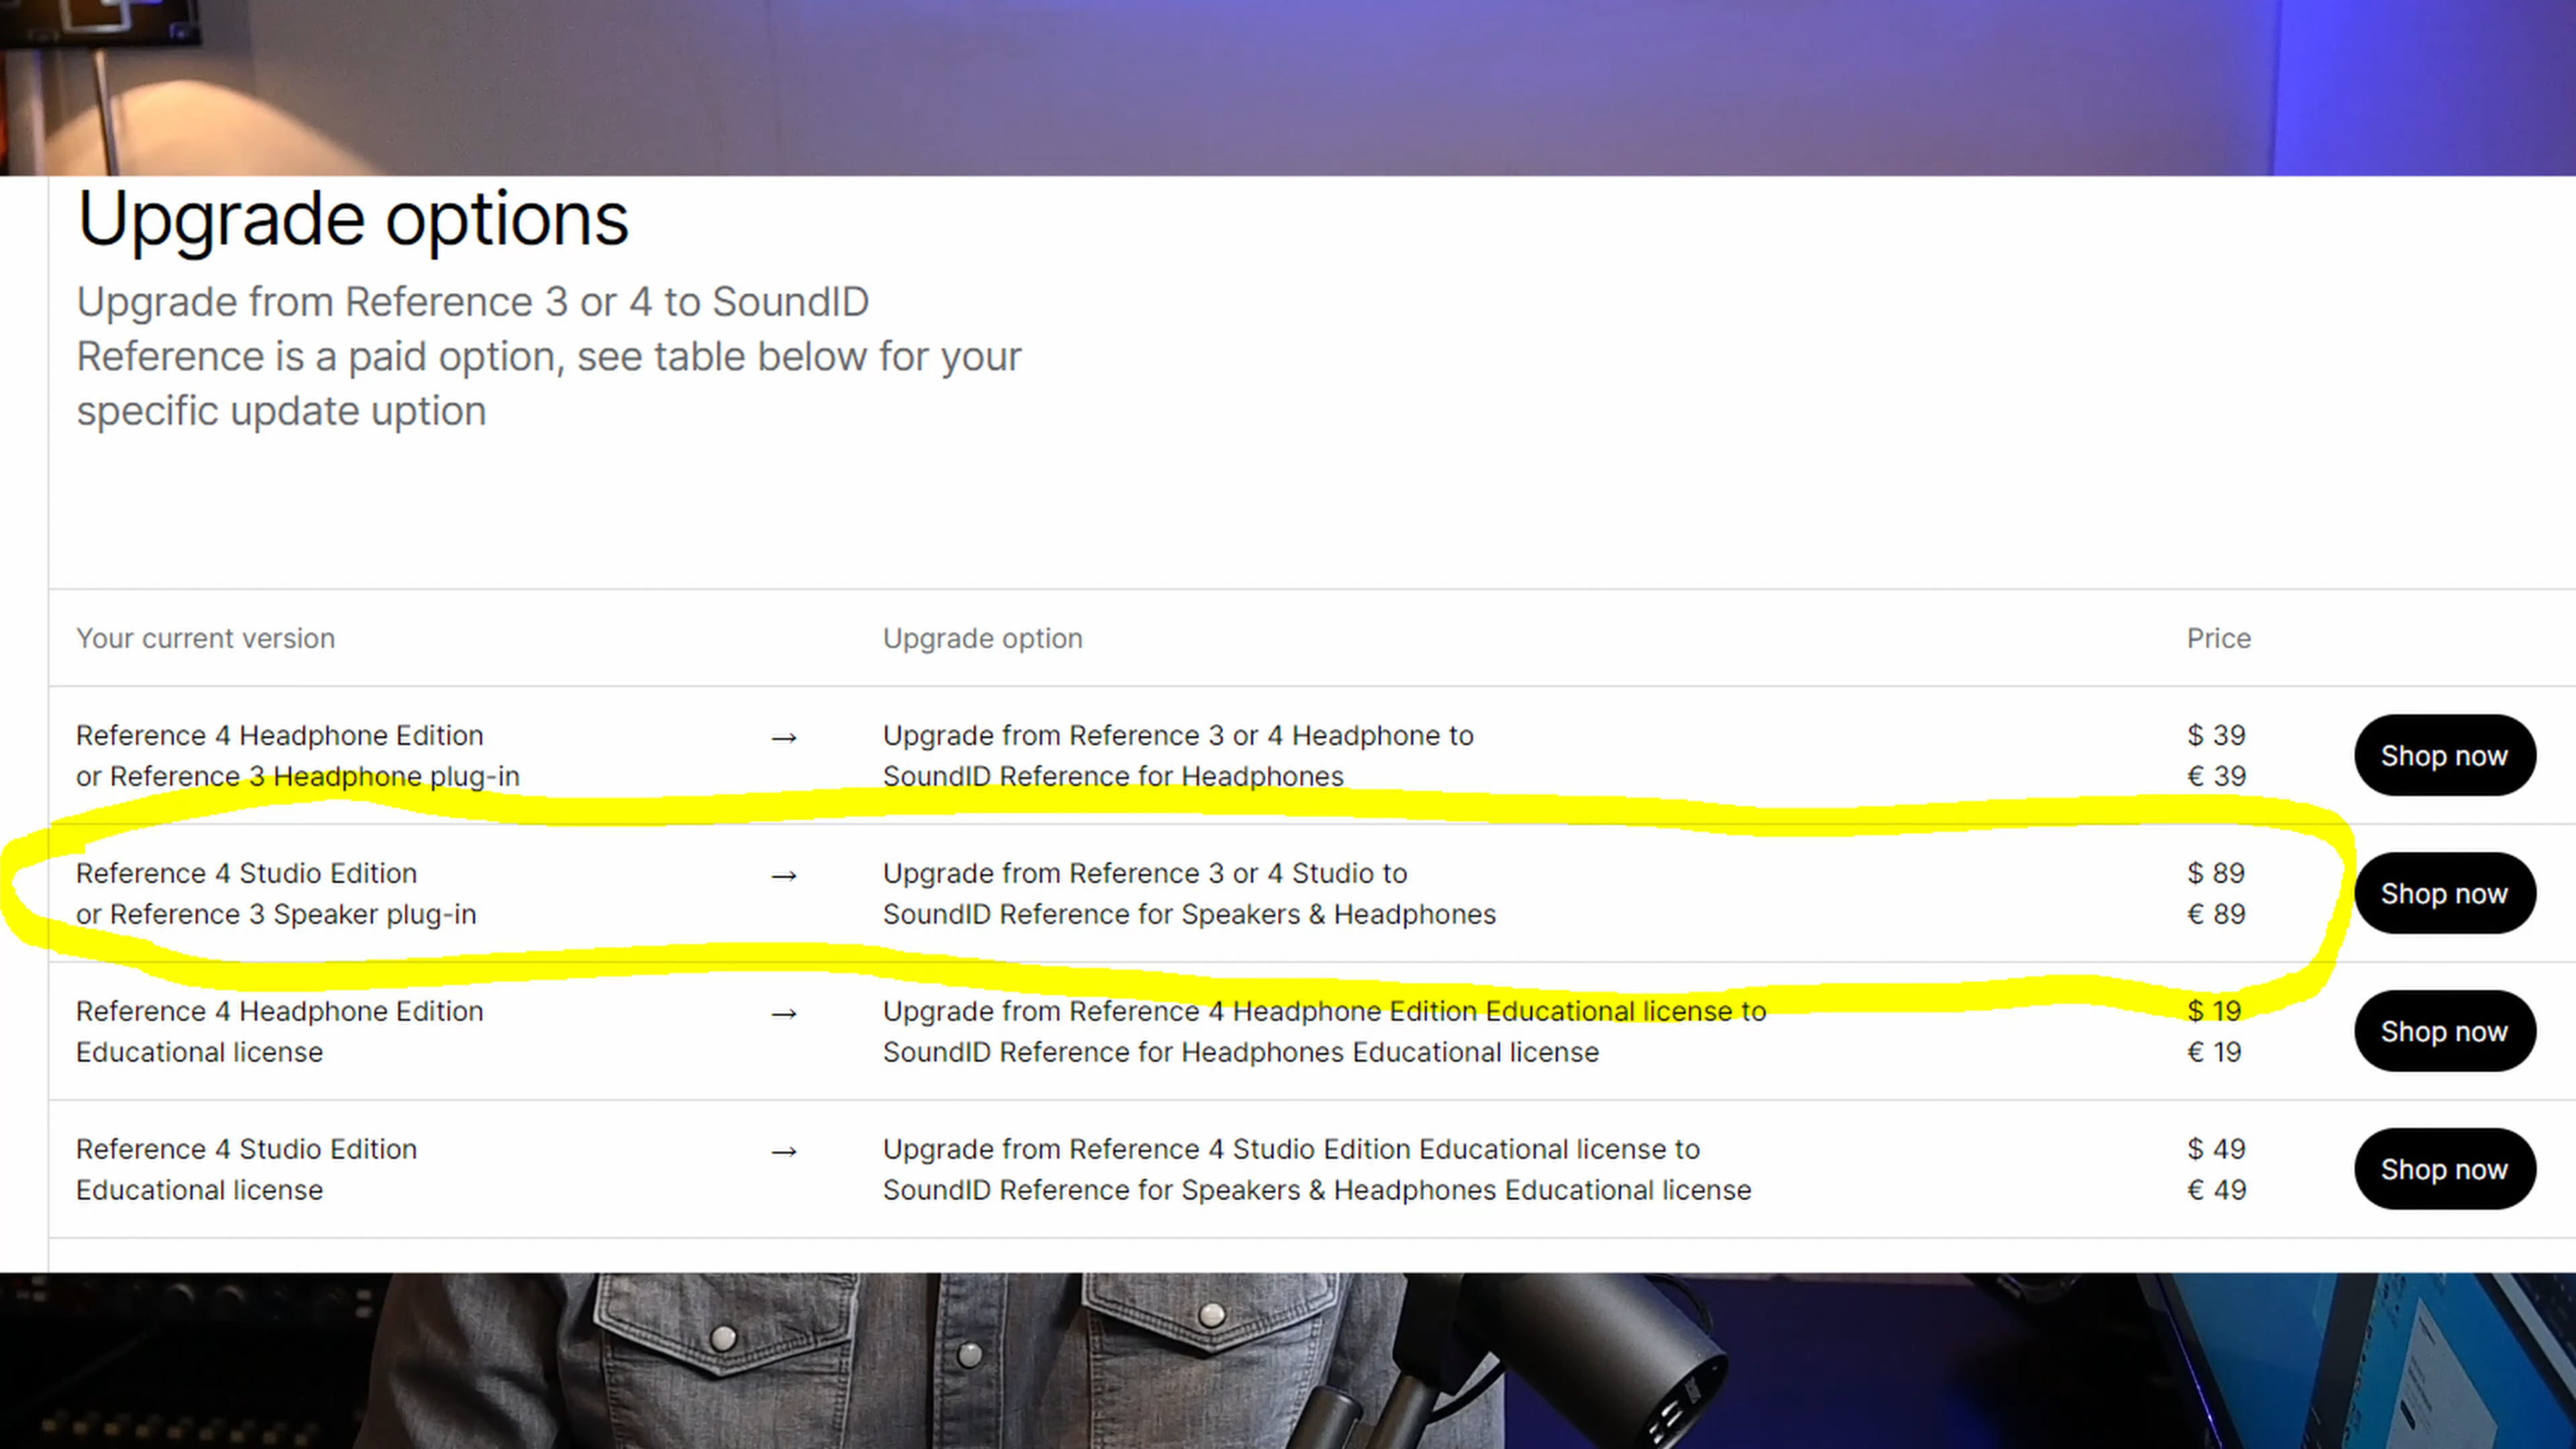 Upgrade options
Upgrade from Reference 3 or 4 to SoundID
Reference is a paid option, see table below for your
specific update uption
Your current version
Upgrade option
Price
Reference 4 Headphone Edition
or Reference 3 Headphone plug-in
→
Upgrade from Reference 3 or 4 Headphone to
SoundID Reference for Headphones
$ 39
€ 39
Shop now
Reference 4 Studio Edition
or Reference 3 Speaker plug-in
→
Upgrade from Reference 3 or 4 Studio to
SoundID Reference for Speakers & Headphones
$ 89
€ 89
Shop now
Reference 4 Headphone Edition
Educational license
→
Upgrade from Reference 4 Headphone Edition Educational license to
SoundID Reference for Headphones Educational license
$ 19
€ 19
Shop now
Reference 4 Studio Edition
Educational license
→
Upgrade from Reference 4 Studio Edition Educational license to
SoundID Reference for Speakers & Headphones Educational license
$ 49
€ 49
Shop now